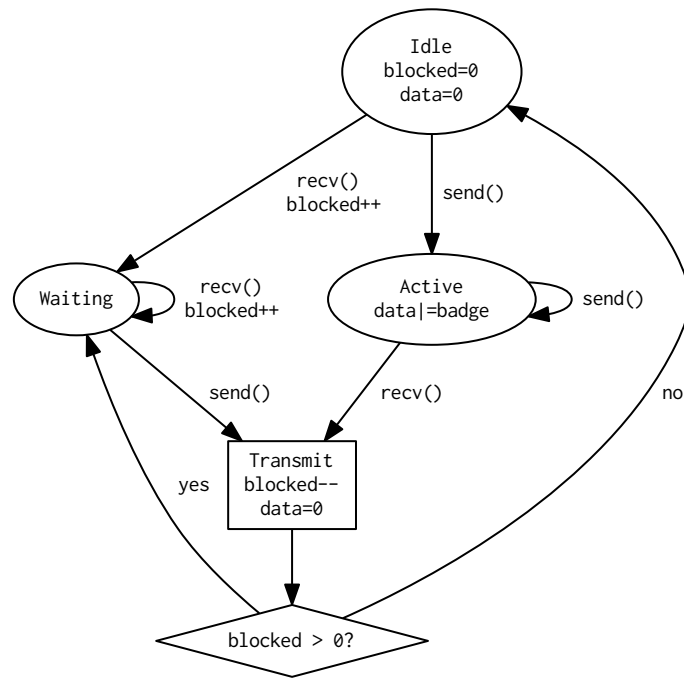 Idle
blocked=0
data=0
recv()
blocked++
send()
Waiting
recv()
blocked++
Active
data|=badge
send()
send()
recv()
no
Transmit
blocked--
data=0
yes
blocked > 0?